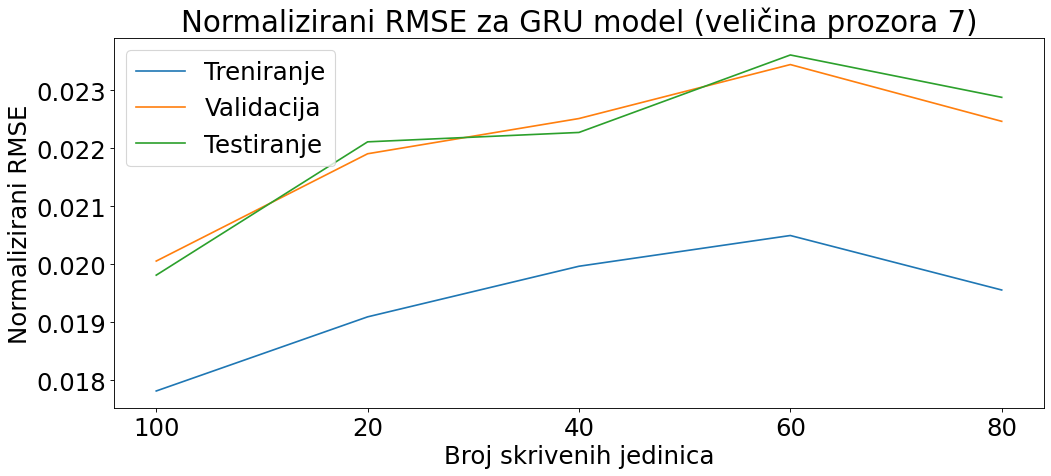 Normalizirani RMSE za GRU model (veličina prozora 7)
Treniranje
Validacija
Testiranje
Normalizirani RMSE
0.023
0.022
0.021
0.020
0.019
0.018
100 20 40 60 80
Broj skrivenih jedinica